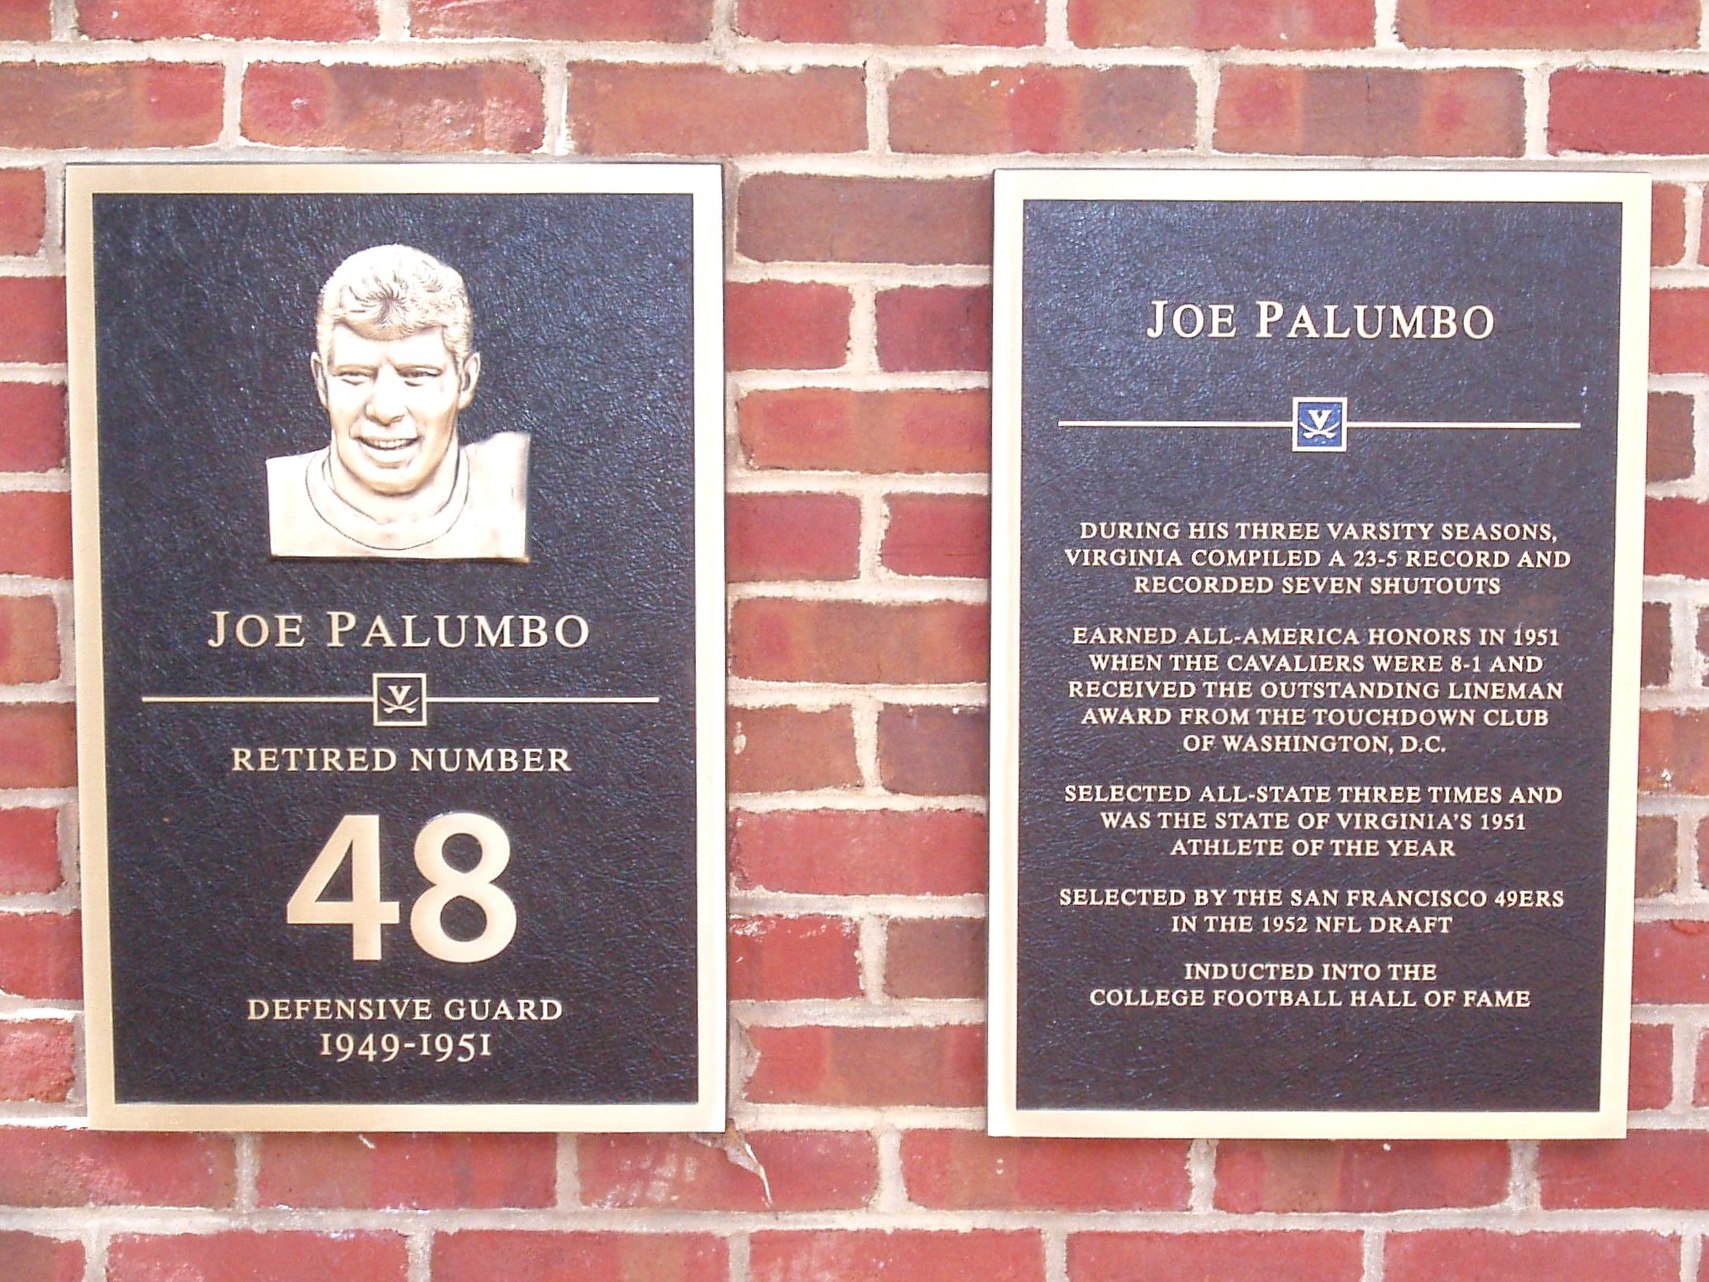 JOE PALUMBO
V
RETIRED NUMBER
48
DEFENSIVE GUARD
1949-1951
JOE PALUMBO
V
DURING HIS THREE VARSITY SEASONS,
VIRGINIA COMPILED A 23-5 RECORD AND
RECORDED SEVEN SHUTOUTS
EARNED ALL-AMERICA HONORS IN 1951
WHEN THE CAVALIERS WERE 8-1 AND
RECEIVED THE OUTSTANDING LINEMAN
AWARD FROM THE TOUCHDOWN CLUB
OF WASHINGTON, D.C.
SELECTED ALL-STATE THREE TIMES AND
WAS THE STATE OF VIRGINIA'S 1951
ATHLETE OF THE YEAR
SELECTED BY THE SAN FRANCISCO 49ERS
IN THE 1952 NFL DRAFT
INDUCTED INTO THE
COLLEGE FOOTBALL HALL OF FAME